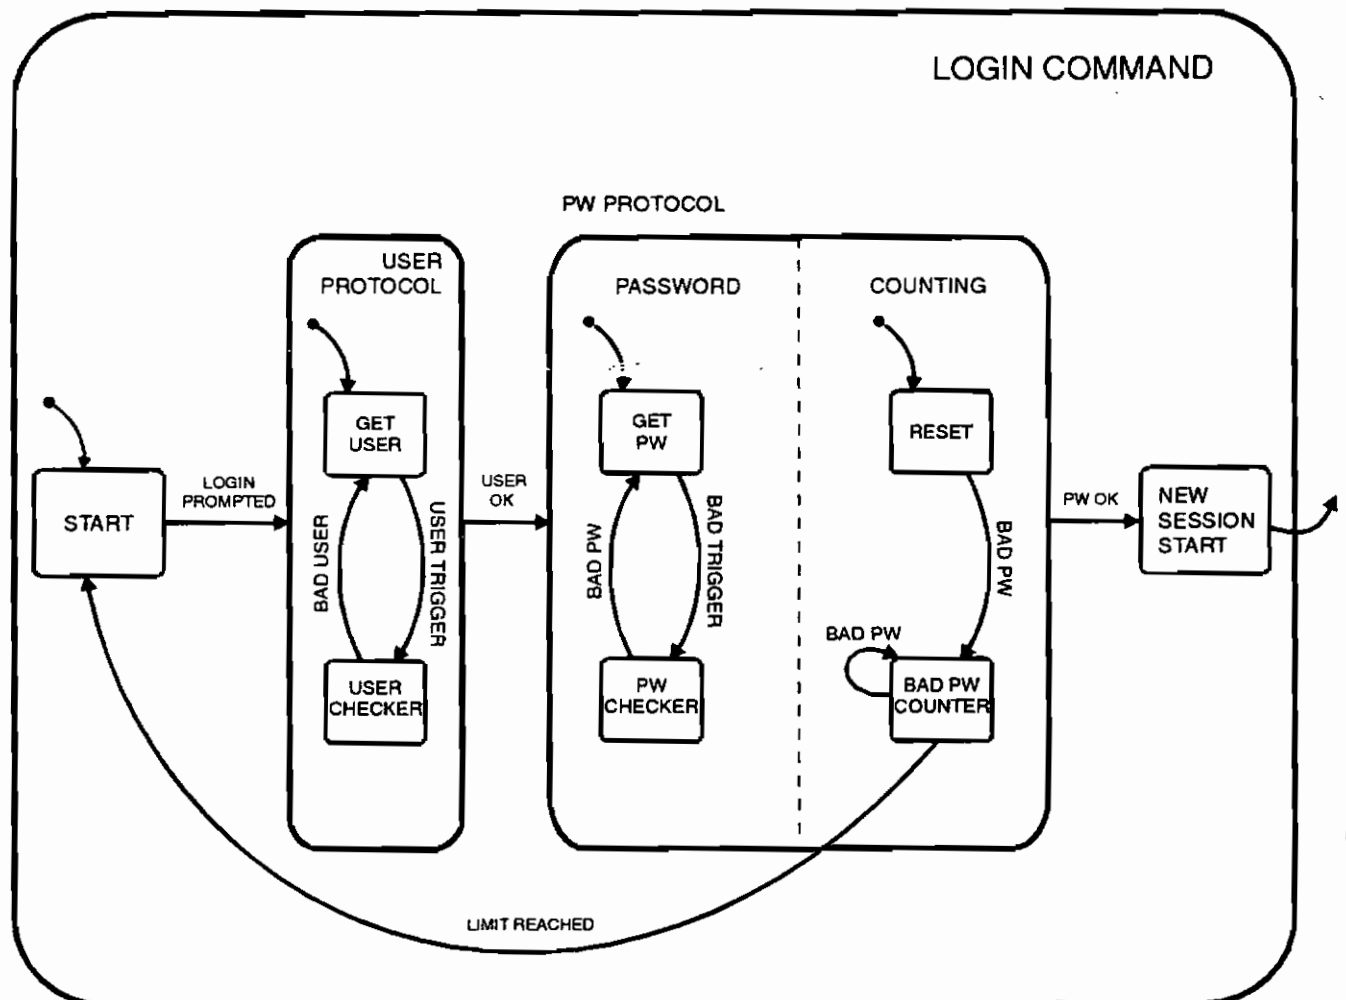 LOGIN COMMAND
PW PROTOCOL
USER
PROTOCOL
PASSWORD
COUNTING
GET
USER
GET
PW
RESET
START
LOGIN
PROMPTED
BAD USER
USER TRIGGER
USER
OK
BAD PW
BAD TRIGGER
BAD PW
PW OK
NEW
SESSION
START
BAD PW
USER
CHECKER
PW
CHECKER
BAD PW
COUNTER
LIMIT REACHED